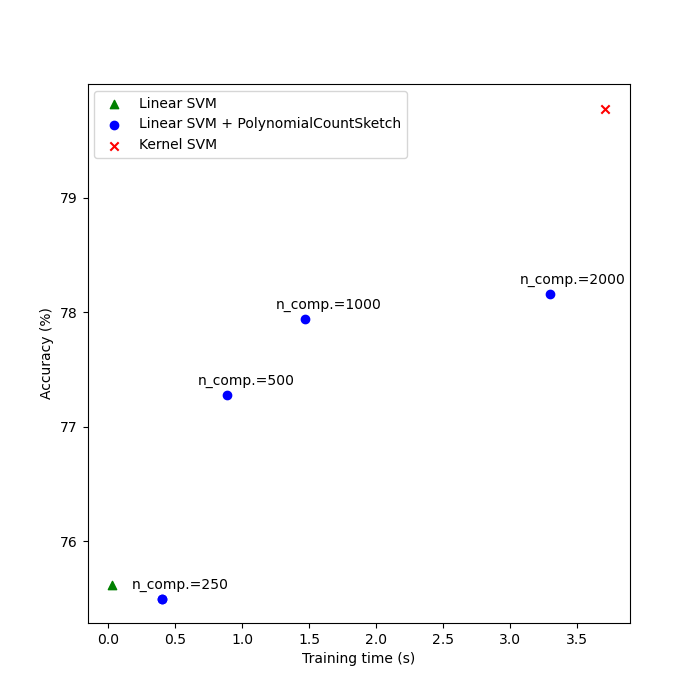 Linear SVM
Linear SVM + PolynomialCountSketch
Kernel SVM
79
n_comp.=2000
n_comp.=1000
78
n_comp.=500
77
76
n_comp.=250
Accuracy (%)
0.0 0.5 1.0 1.5 2.0 2.5 3.0 3.5
Training time (s)